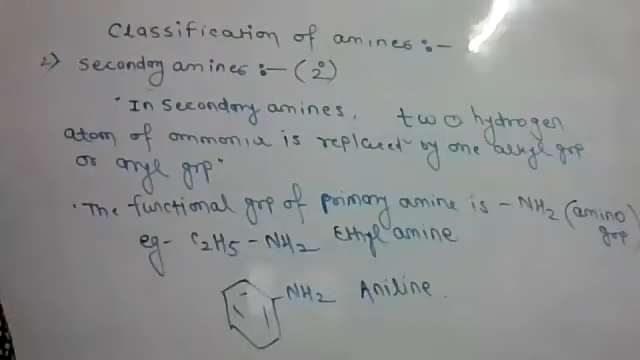 Classification of amines :-
2) Secondary amines :- (2°)
"In secondary amines, two hydrogen
atom of ammonia is replaced by one alkyl grp
or aryl grp"
• The functional grp of primary amine is - NH2 (amino grp)
eg- C2H5 - NH2 Ethyl amine
-NH2 Aniline.